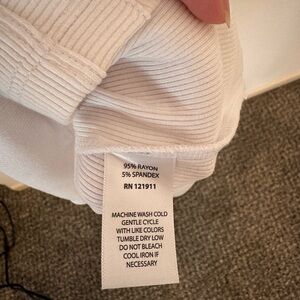 95% RAYON
5% SPANDEX
RN 121911
MACHINE WASH COLD
GENTLE CYCLE
WITH LIKE COLORS
TUMBLE DRY LOW
DO NOT BLEACH
COOL IRON IF
NECESSARY